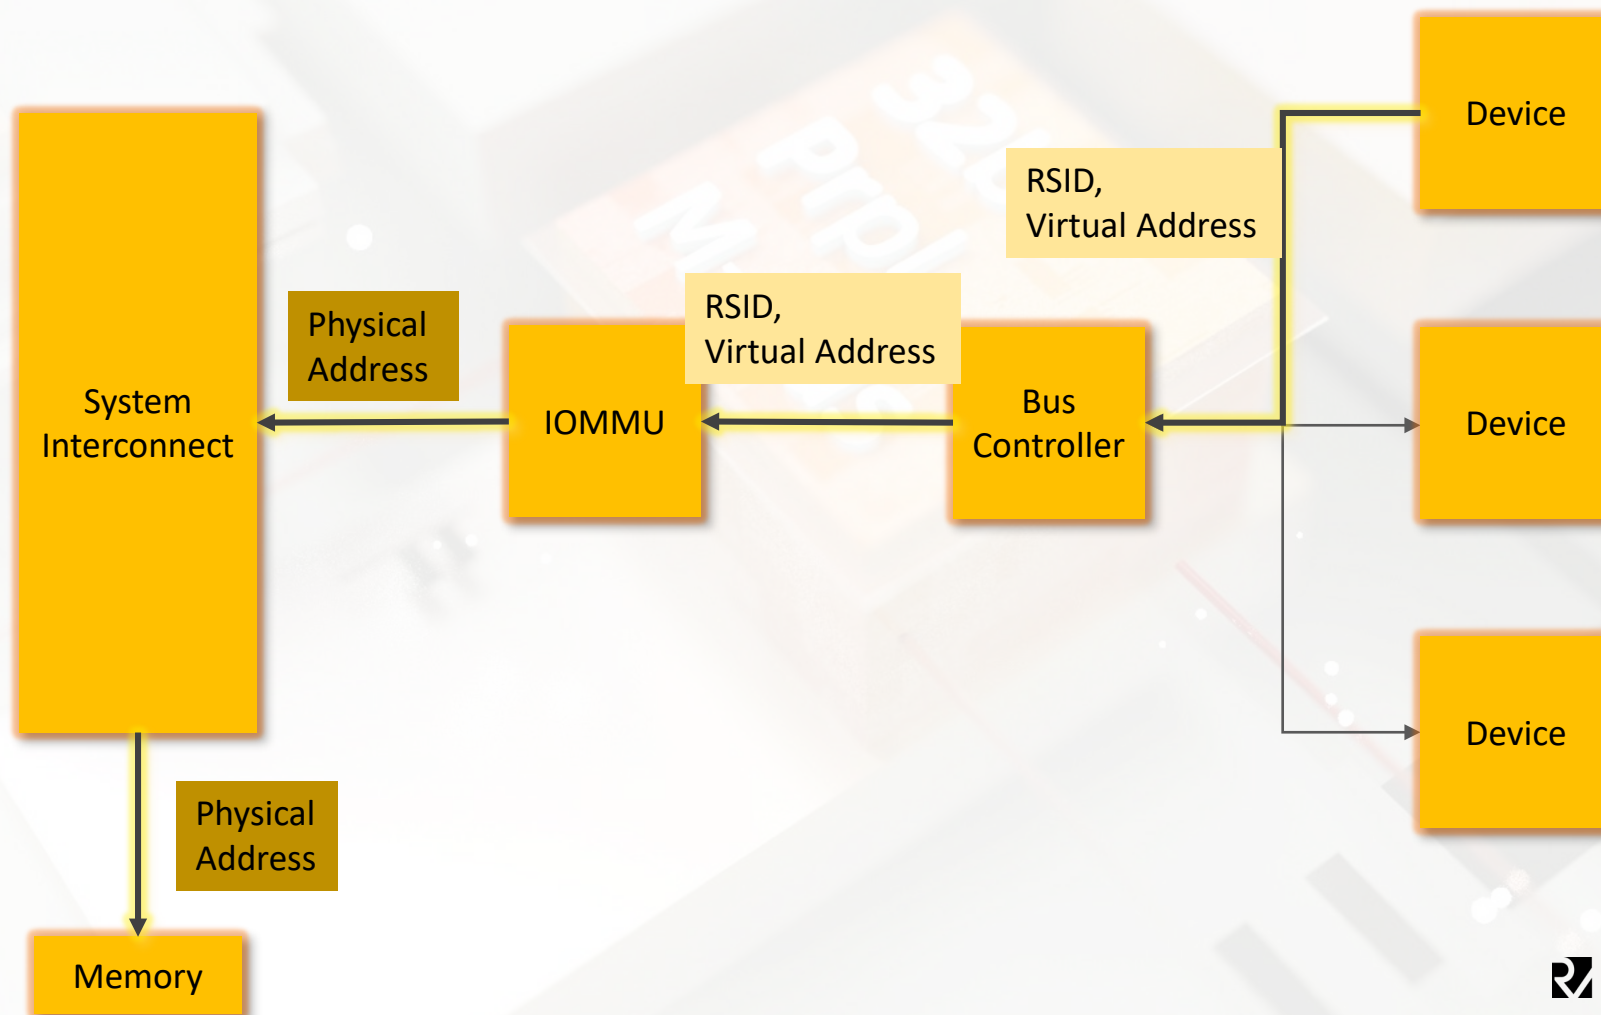 Device
RSID,
Virtual Address
RSID,
Virtual Address
Physical
Address
System
Interconnect
IOMMU
Bus
Controller
Device
Device
Physical
Address
Memory